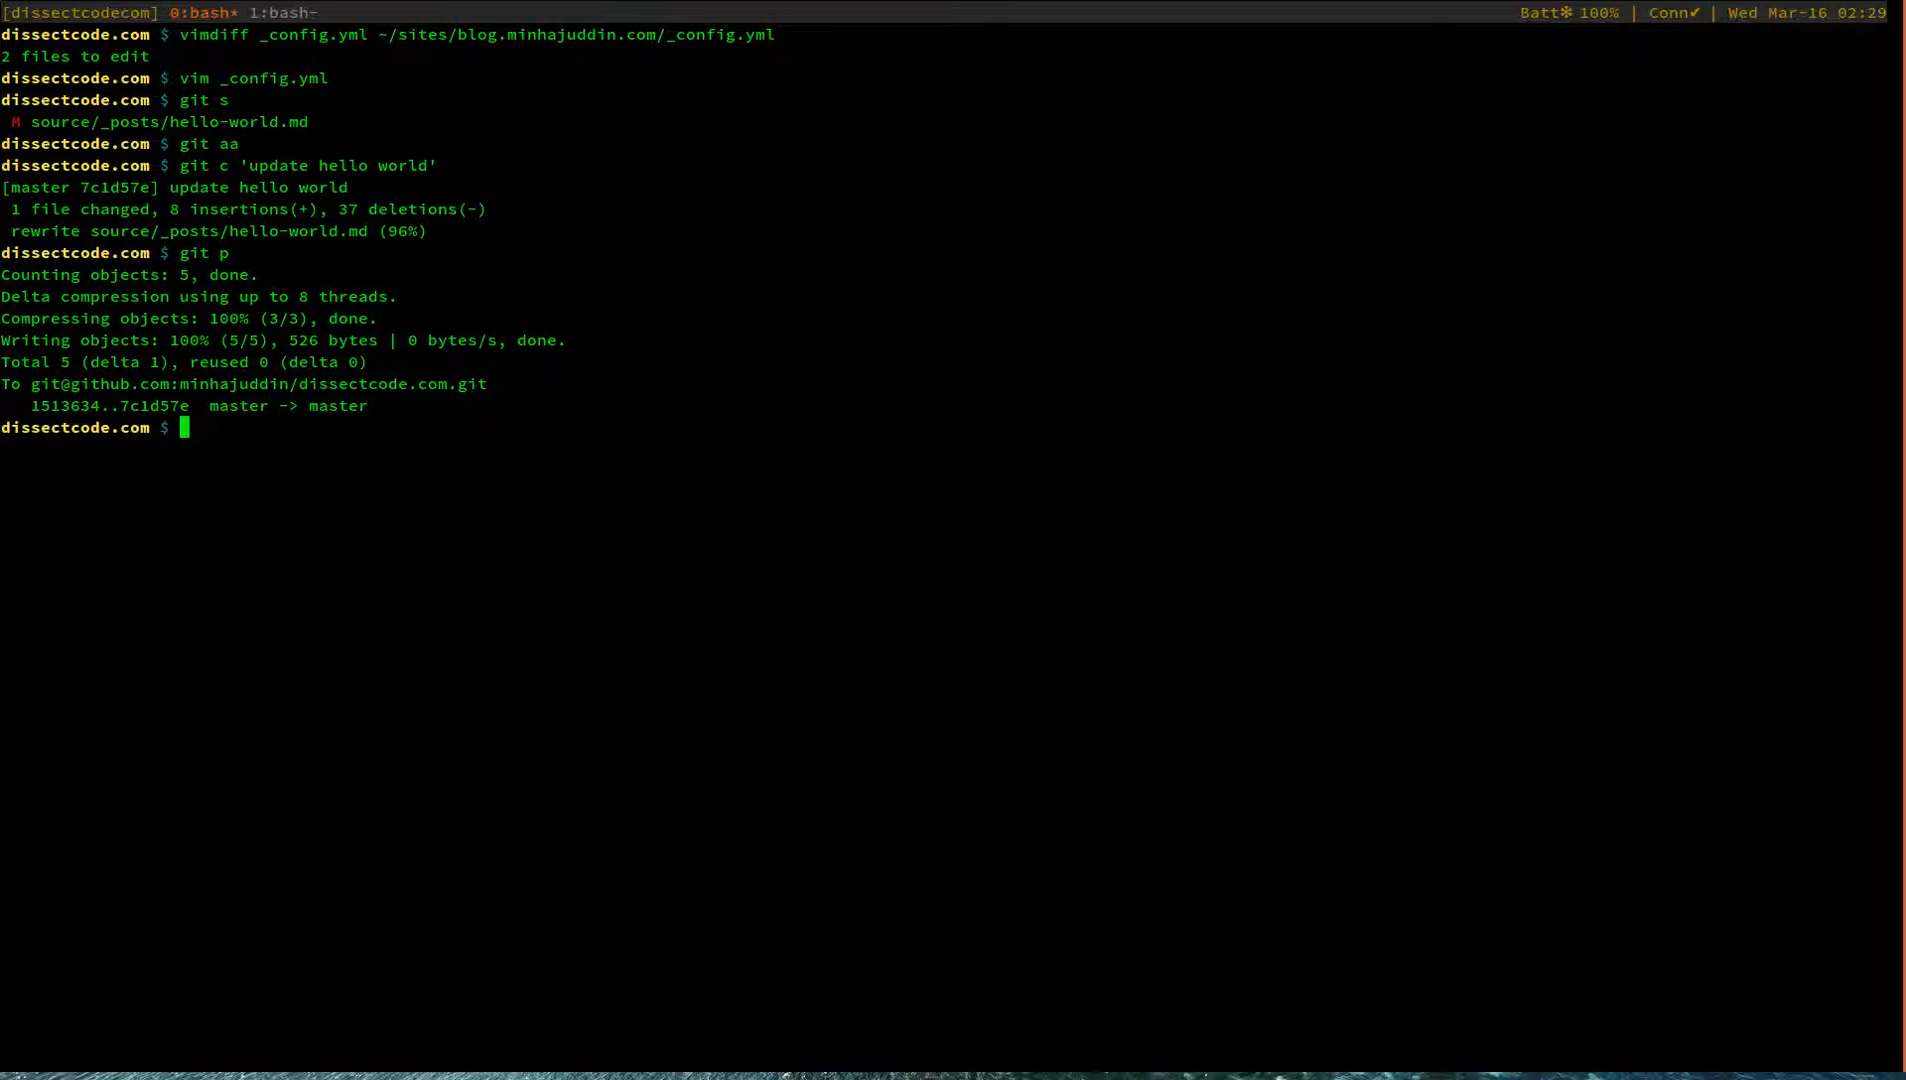 [dissectcodecom] 0:bash* 1:bash- Batt❇ 100% | Conn✔ | Wed Mar-16 02:29
dissectcode.com $ vimdiff _config.yml ~/sites/blog.minhajuddin.com/_config.yml
2 files to edit
dissectcode.com $ vim _config.yml
dissectcode.com $ git s
 M source/_posts/hello-world.md
dissectcode.com $ git aa
dissectcode.com $ git c 'update hello world'
[master 7c1d57e] update hello world
 1 file changed, 8 insertions(+), 37 deletions(-)
 rewrite source/_posts/hello-world.md (96%)
dissectcode.com $ git p
Counting objects: 5, done.
Delta compression using up to 8 threads.
Compressing objects: 100% (3/3), done.
Writing objects: 100% (5/5), 526 bytes | 0 bytes/s, done.
Total 5 (delta 1), reused 0 (delta 0)
To git@github.com:minhajuddin/dissectcode.com.git
   1513634..7c1d57e  master -> master
dissectcode.com $